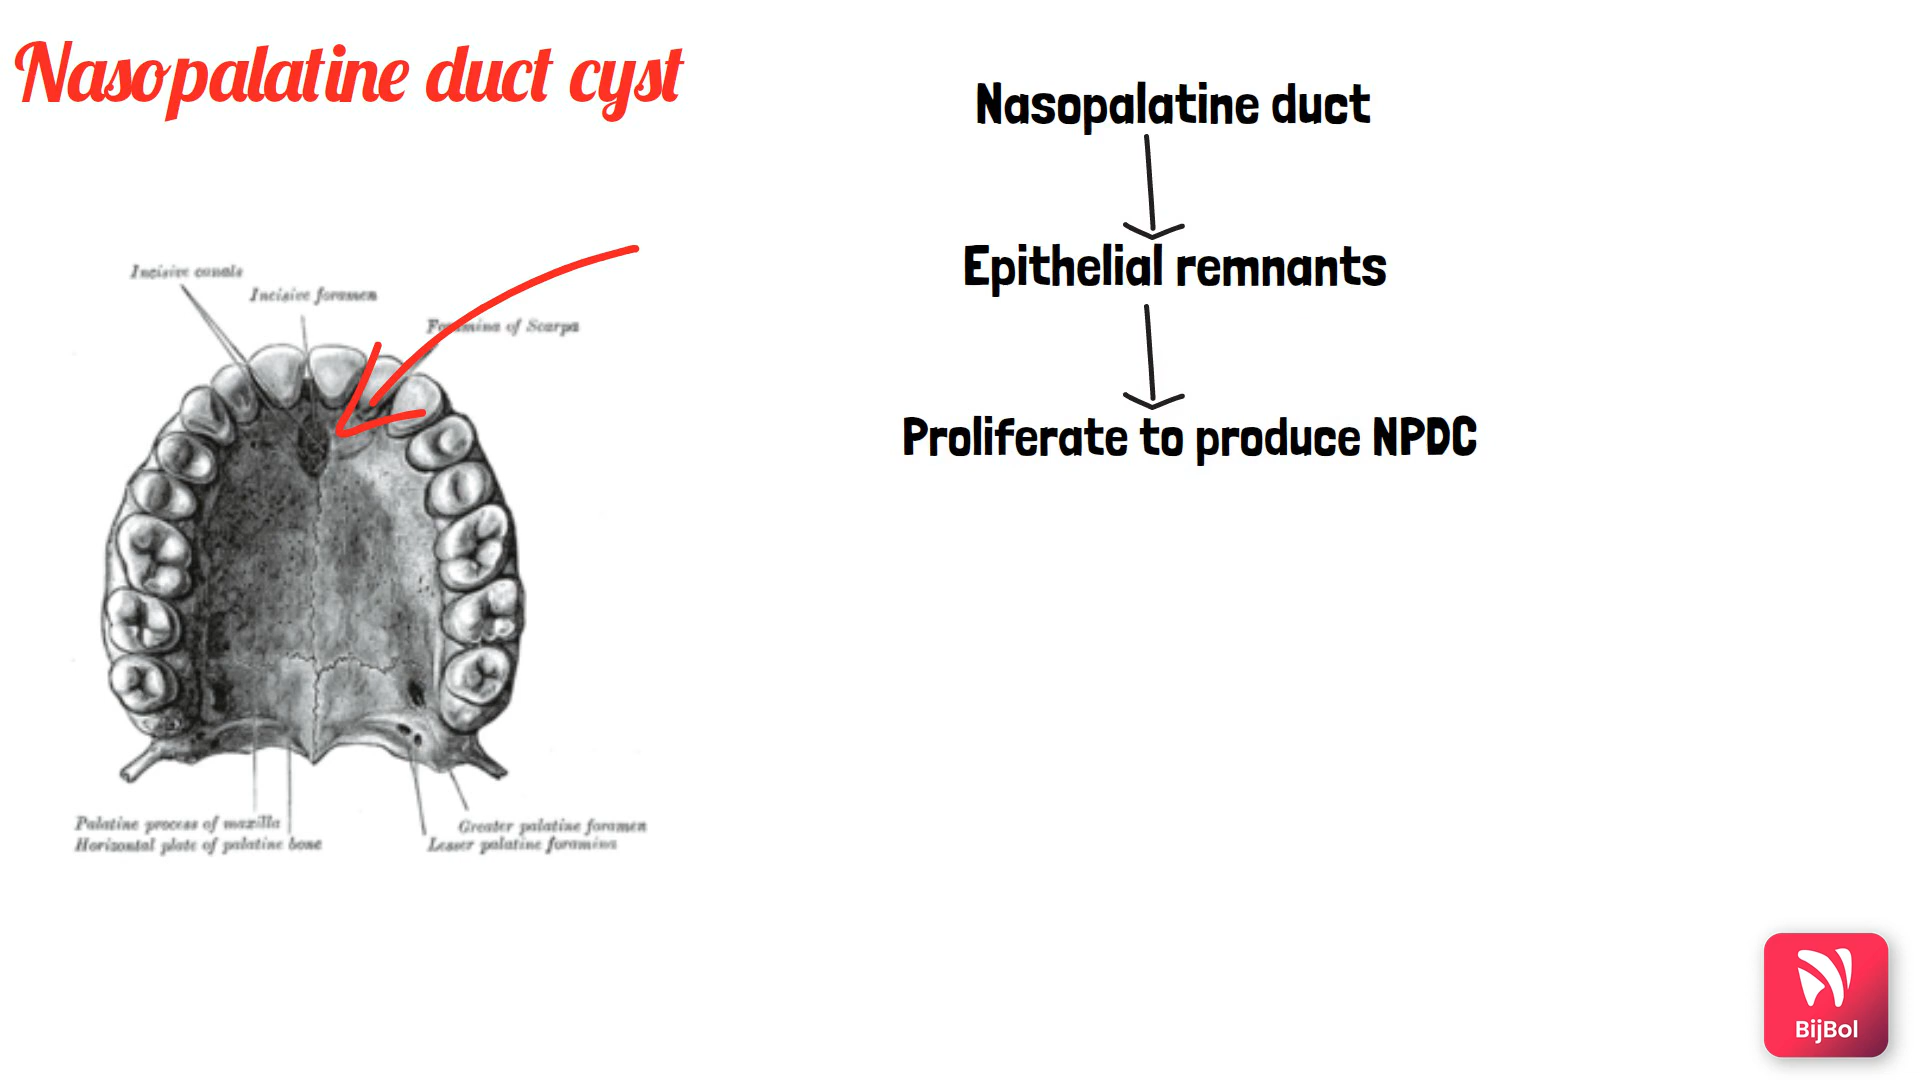 Nasopalatine duct cyst
Nasopalatine duct
Epithelial remnants
Proliferate to produce NPDC
Incisive canals
Incisive foramen
Foramina of Scarpa
Palatine process of maxilla
Horizontal plate of palatine bone
Greater palatine foramen
Lesser palatine foramina
BijBol